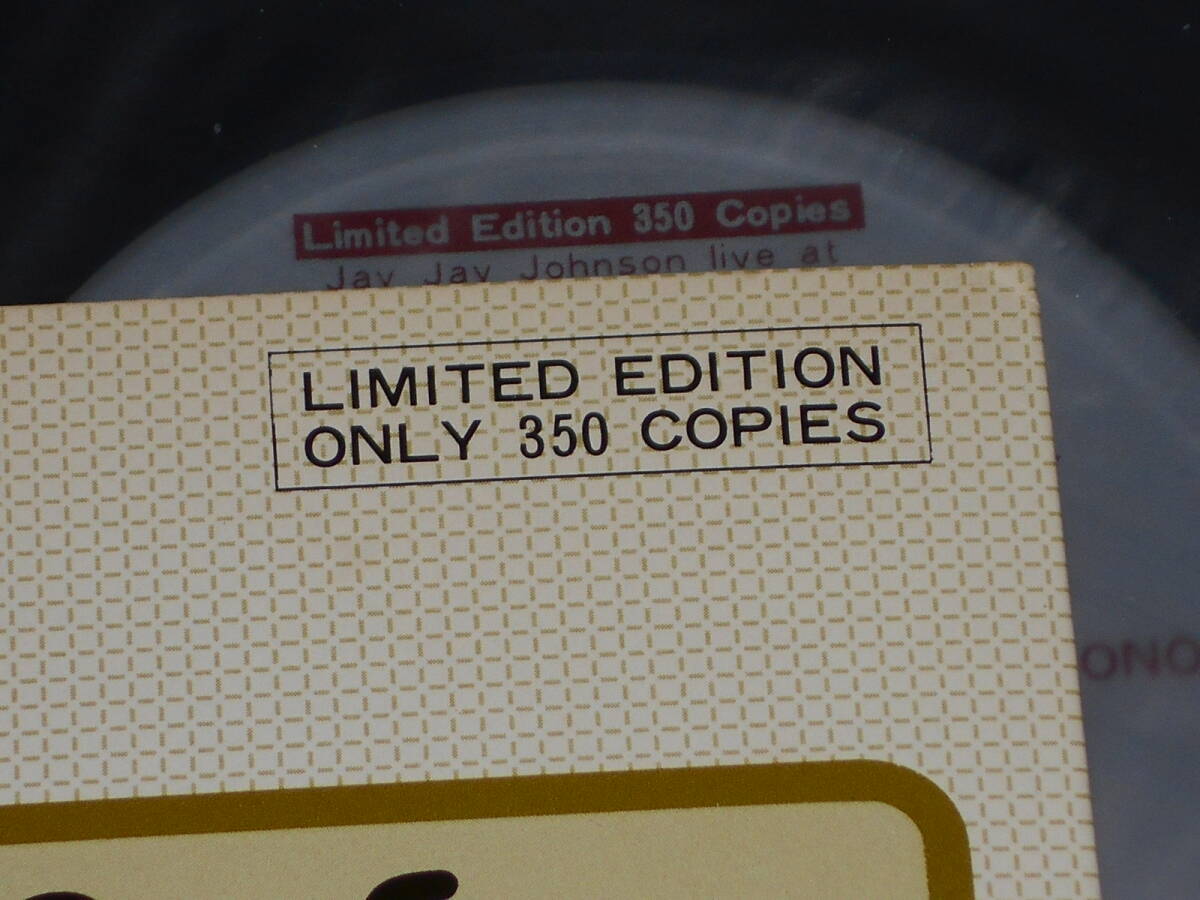 Limited Edition 350 Copies
Jay Jay Johnson live at
LIMITED EDITION
ONLY 350 COPIES